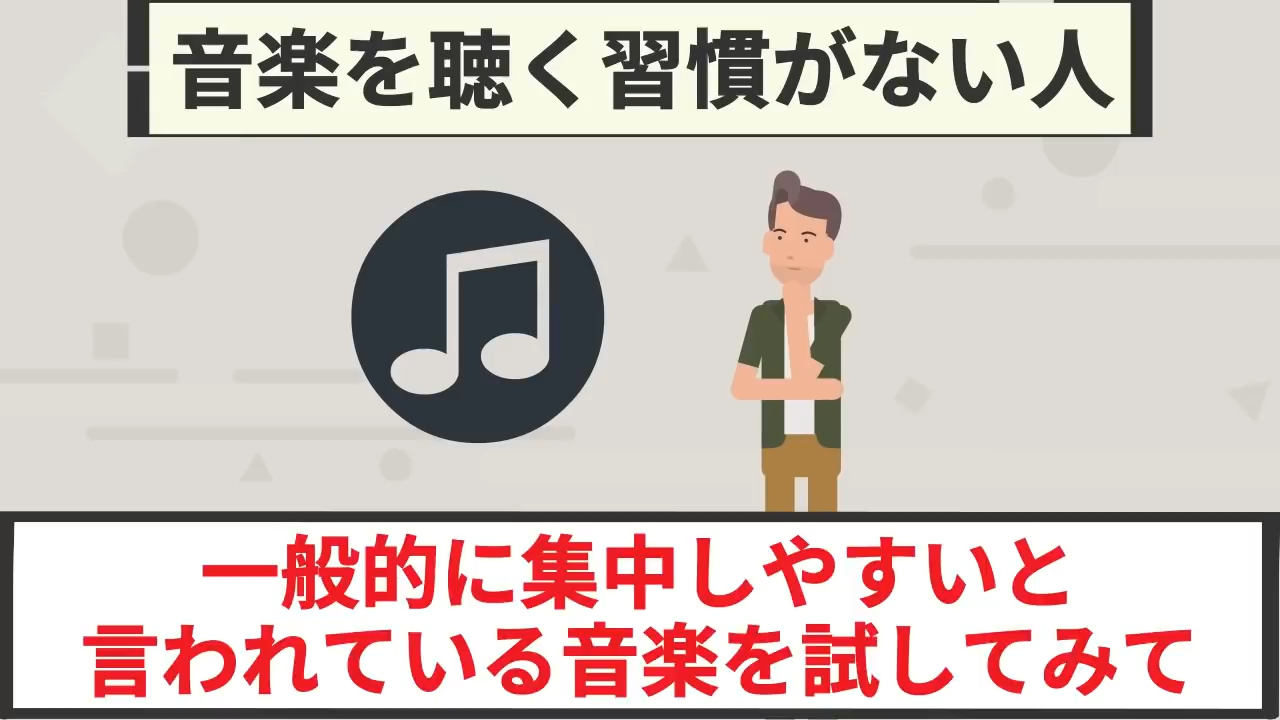 音楽を聴く習慣がない人
一般的に集中しやすいと
言われている音楽を試してみて